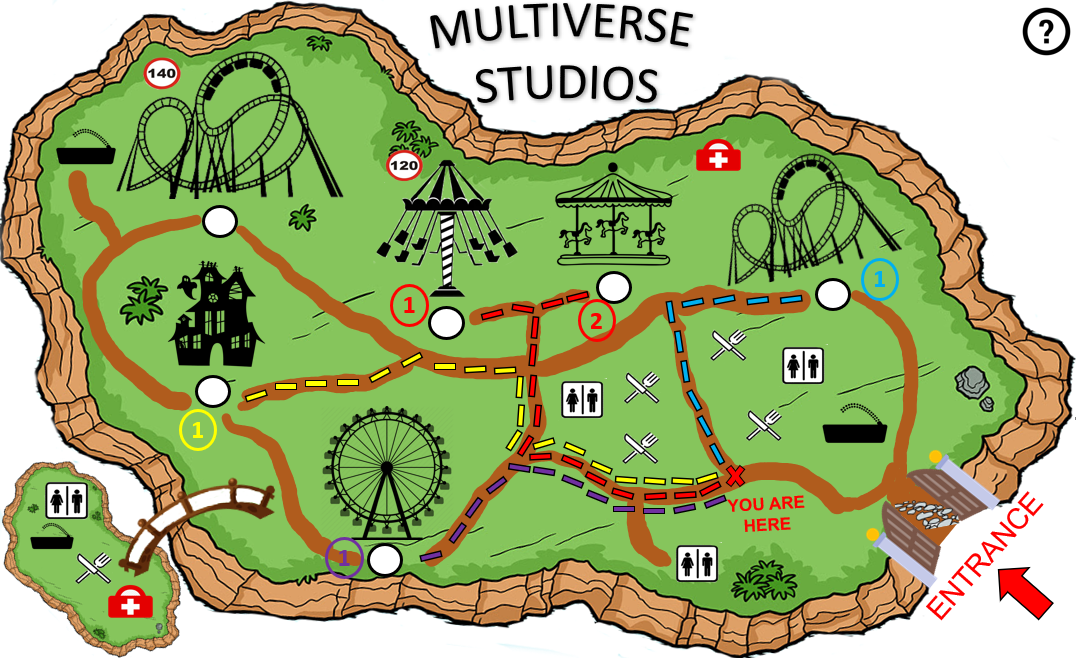 MULTIVERSE
STUDIOS
?
140
120
1
2
1
1
1
YOU ARE
HERE
ENTRANCE